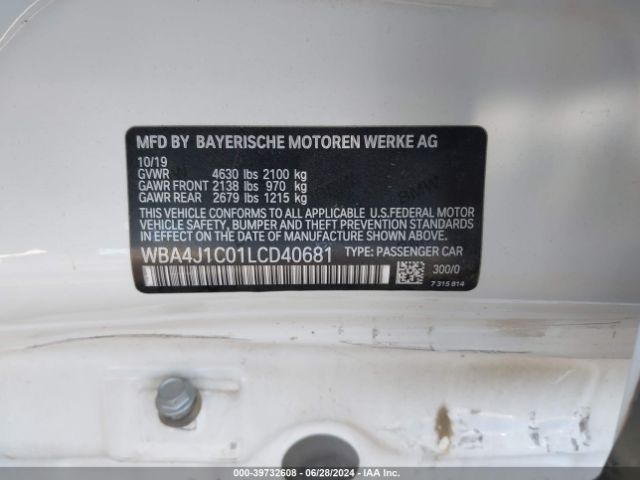 MFD BY BAYERISCHE MOTOREN WERKE AG
10/19
GVWR 4630 lbs 2100 kg
GAWR FRONT 2138 lbs 970 kg
GAWR REAR 2679 lbs 1215 kg
THIS VEHICLE CONFORMS TO ALL APPLICABLE U.S.FEDERAL MOTOR
VEHICLE SAFETY, BUMPER, AND THEFT PREVENTION STANDARDS IN
EFFECT ON THE DATE OF MANUFACTURE SHOWN ABOVE.
WBA4J1C01LCD40681 TYPE: PASSENGER CAR
300/0
7 315 814
000-39732608 - 06/28/2024 - IAA Inc.